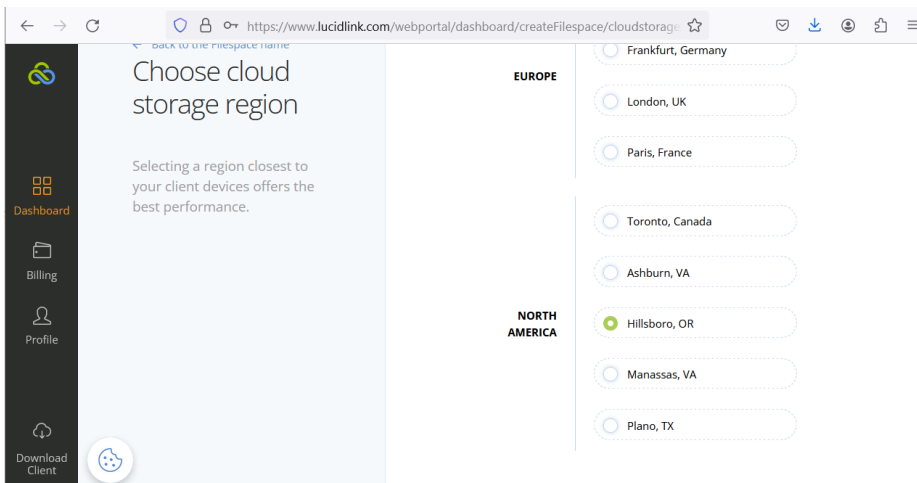 https://www.lucidlink.com/webportal/dashboard/createFilespace/cloudstorage
Back to the Filespace name
Choose cloud
storage region
Selecting a region closest to
your client devices offers the
best performance.
Dashboard
Billing
Profile
Download
Client
EUROPE
Frankfurt, Germany
London, UK
Paris, France
NORTH
AMERICA
Toronto, Canada
Ashburn, VA
Hillsboro, OR
Manassas, VA
Plano, TX